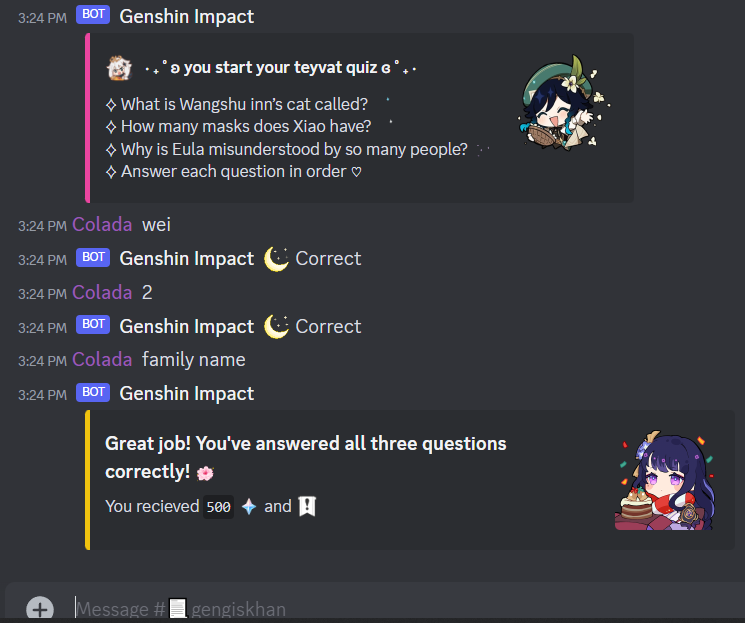 3:24 PM BOT Genshin Impact
‧₊˚ʚ you start your teyvat quiz ɞ˚₊‧
✧ What is Wangshu inn’s cat called?
✧ How many masks does Xiao have?
✧ Why is Eula misunderstood by so many people?
✧ Answer each question in order ♡
3:24 PM Colada wei
3:24 PM BOT Genshin Impact Correct
3:24 PM Colada 2
3:24 PM BOT Genshin Impact Correct
3:24 PM Colada family name
3:24 PM BOT Genshin Impact
Great job! You've answered all three questions
correctly!
You recieved 500 and
Message # gengiskhan